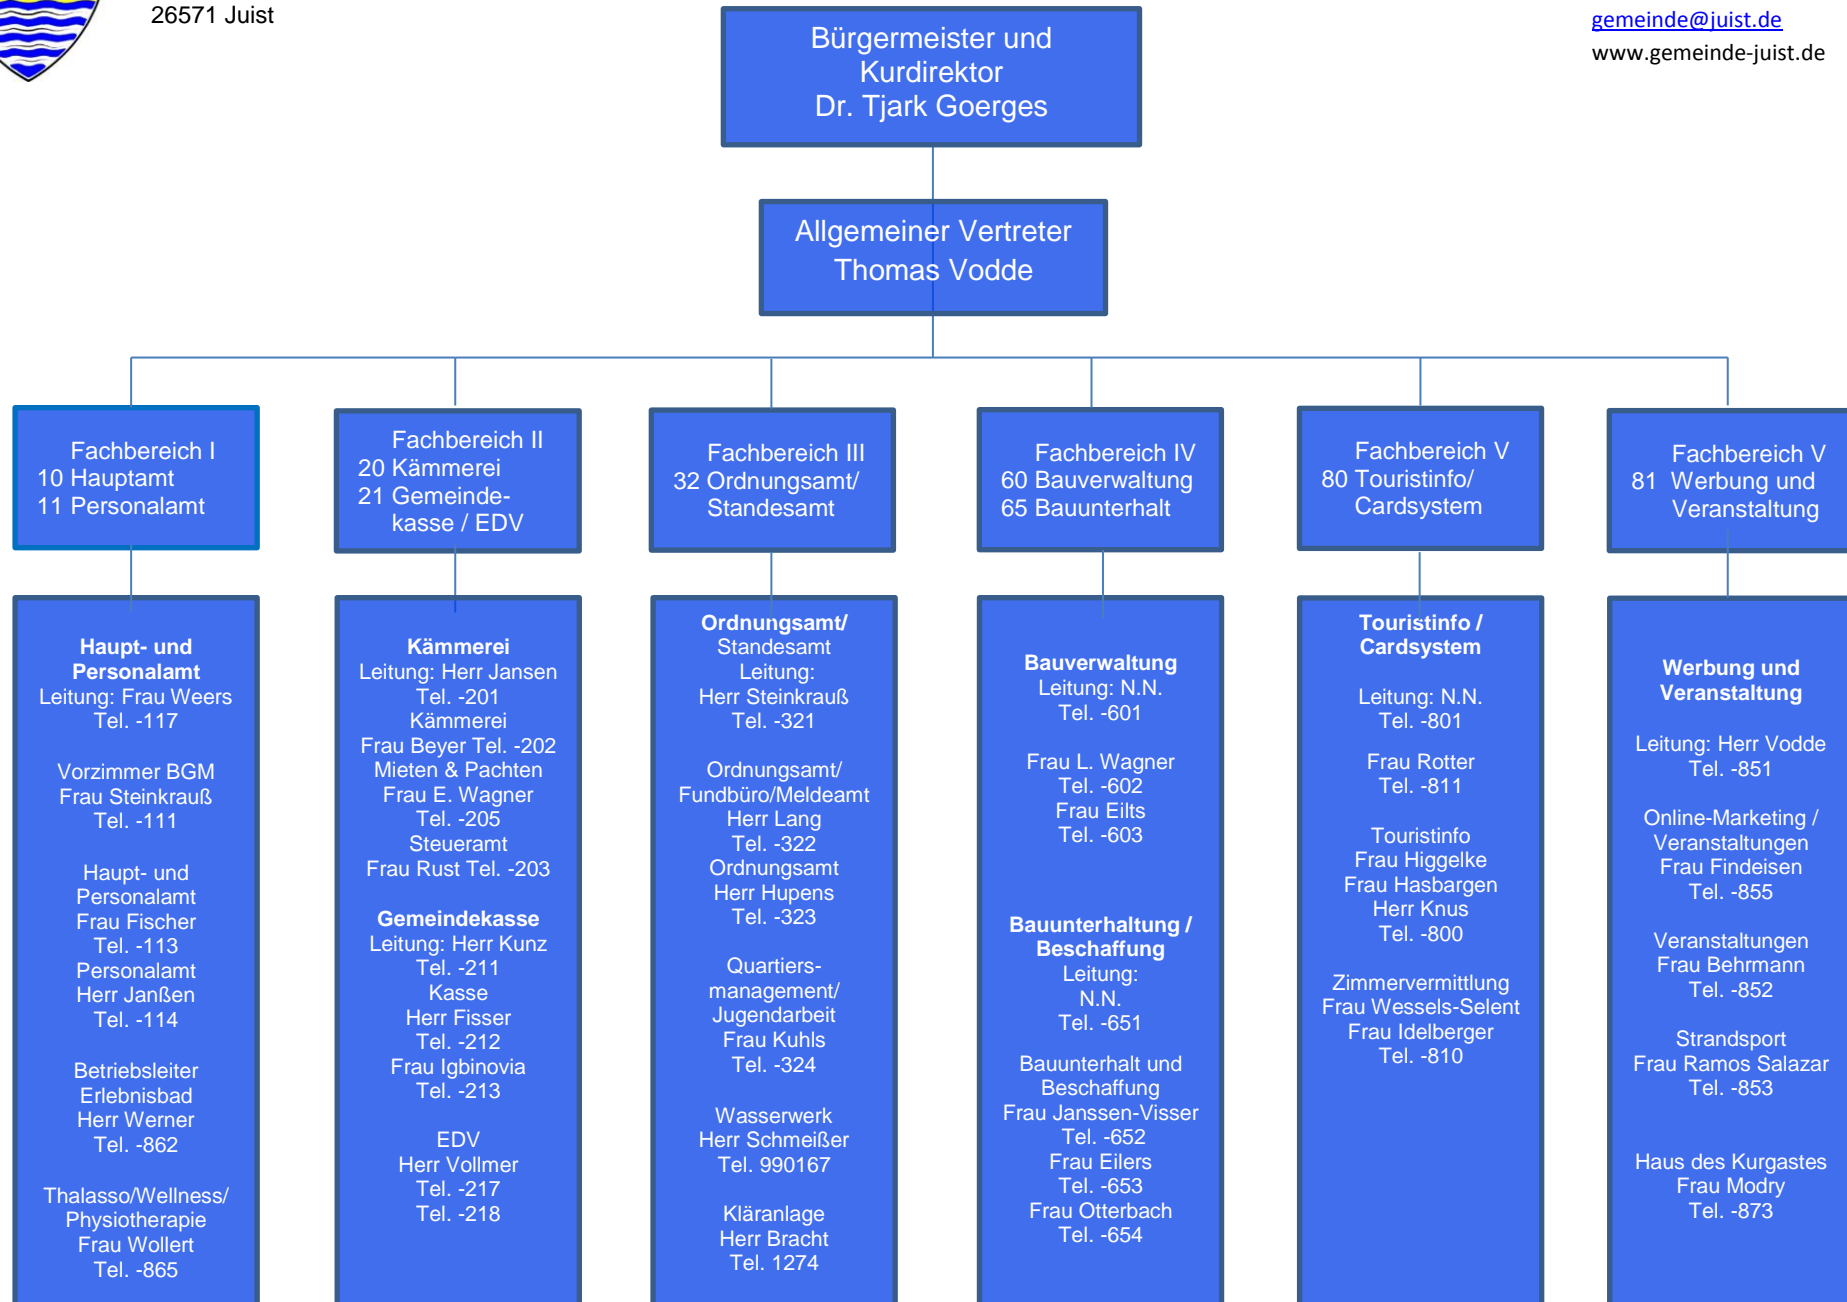 26571 Juist
gemeinde@juist.de
www.gemeinde-juist.de
Bürgermeister und
Kurdirektor
Dr. Tjark Goerges
Allgemeiner Vertreter
Thomas Vodde
Fachbereich I
10 Hauptamt
11 Personalamt
Fachbereich II
20 Kämmerei
21 Gemeinde-
kasse / EDV
Fachbereich III
32 Ordnungsamt/
Standesamt
Fachbereich IV
60 Bauverwaltung
65 Bauunterhalt
Fachbereich V
80 Touristinfo/
Cardsystem
Fachbereich V
81 Werbung und
Veranstaltung
Haupt- und
Personalamt
Leitung: Frau Weers
Tel. -117
Vorzimmer BGM
Frau Steinkrauß
Tel. -111
Haupt- und
Personalamt
Frau Fischer
Tel. -113
Personalamt
Herr Janßen
Tel. -114
Betriebsleiter
Erlebnisbad
Herr Werner
Tel. -862
Thalasso/Wellness/
Physiotherapie
Frau Wollert
Tel. -865
Kämmerei
Leitung: Herr Jansen
Tel. -201
Kämmerei
Frau Beyer Tel. -202
Mieten & Pachten
Frau E. Wagner
Tel. -205
Steueramt
Frau Rust Tel. -203
Gemeindekasse
Leitung: Herr Kunz
Tel. -211
Kasse
Herr Fisser
Tel. -212
Frau Igbinovia
Tel. -213
EDV
Herr Vollmer
Tel. -217
Tel. -218
Ordnungsamt/
Standesamt
Leitung:
Herr Steinkrauß
Tel. -321
Ordnungsamt/
Fundbüro/Meldeamt
Herr Lang
Tel. -322
Ordnungsamt
Herr Hupens
Tel. -323
Quartiers-
management/
Jugendarbeit
Frau Kuhls
Tel. -324
Wasserwerk
Herr Schmeißer
Tel. 990167
Kläranlage
Herr Bracht
Tel. 1274
Bauverwaltung
Leitung: N.N.
Tel. -601
Frau L. Wagner
Tel. -602
Frau Eilts
Tel. -603
Bauunterhaltung /
Beschaffung
Leitung:
N.N.
Tel. -651
Bauunterhalt und
Beschaffung
Frau Janssen-Visser
Tel. -652
Frau Eilers
Tel. -653
Frau Otterbach
Tel. -654
Touristinfo /
Cardsystem
Leitung: N.N.
Tel. -801
Frau Rotter
Tel. -811
Touristinfo
Frau Higgelke
Frau Hasbargen
Herr Knus
Tel. -800
Zimmervermittlung
Frau Wessels-Selent
Frau Idelberger
Tel. -810
Werbung und
Veranstaltung
Leitung: Herr Vodde
Tel. -851
Online-Marketing /
Veranstaltungen
Frau Findeisen
Tel. -855
Veranstaltungen
Frau Behrmann
Tel. -852
Strandsport
Frau Ramos Salazar
Tel. -853
Haus des Kurgastes
Frau Modry
Tel. -873